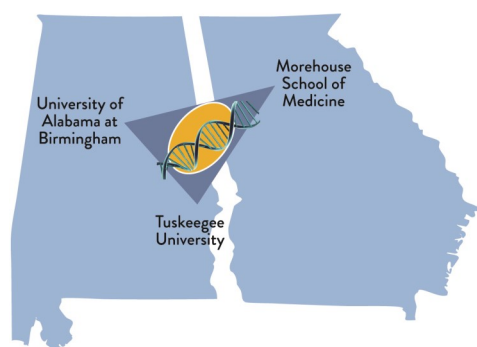 University of
Alabama at
Birmingham
Morehouse
School of
Medicine
Tuskeegee
University